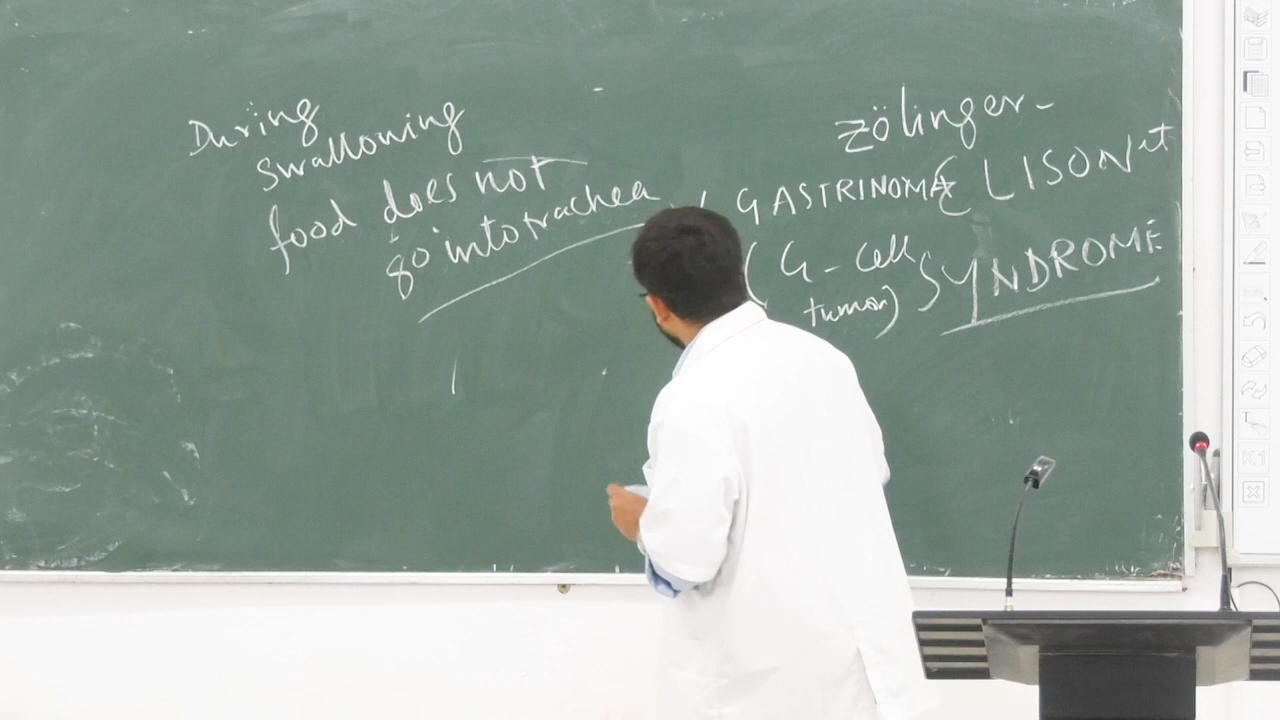 During
swallowing
food does not
go into trachea
GASTRINOMA
(G-cell
tumor)
zölinger-
ELISON
SYNDROME